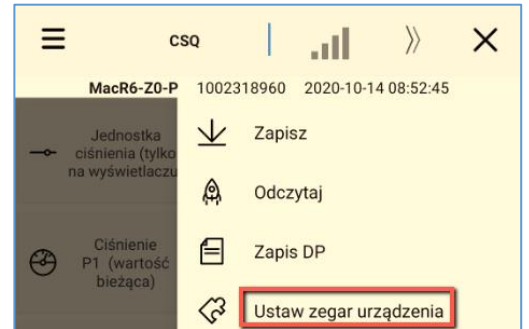 CSQ
MacR6-Z0-P 1002318960 2020-10-14 08:52:45
Jednostka
ciśnienia (tylko
na wyświetlaczu
Zapisz
Odczytaj
Ciśnienie
P1 (wartość
bieżąca)
Zapis DP
Ustaw zegar urządzenia